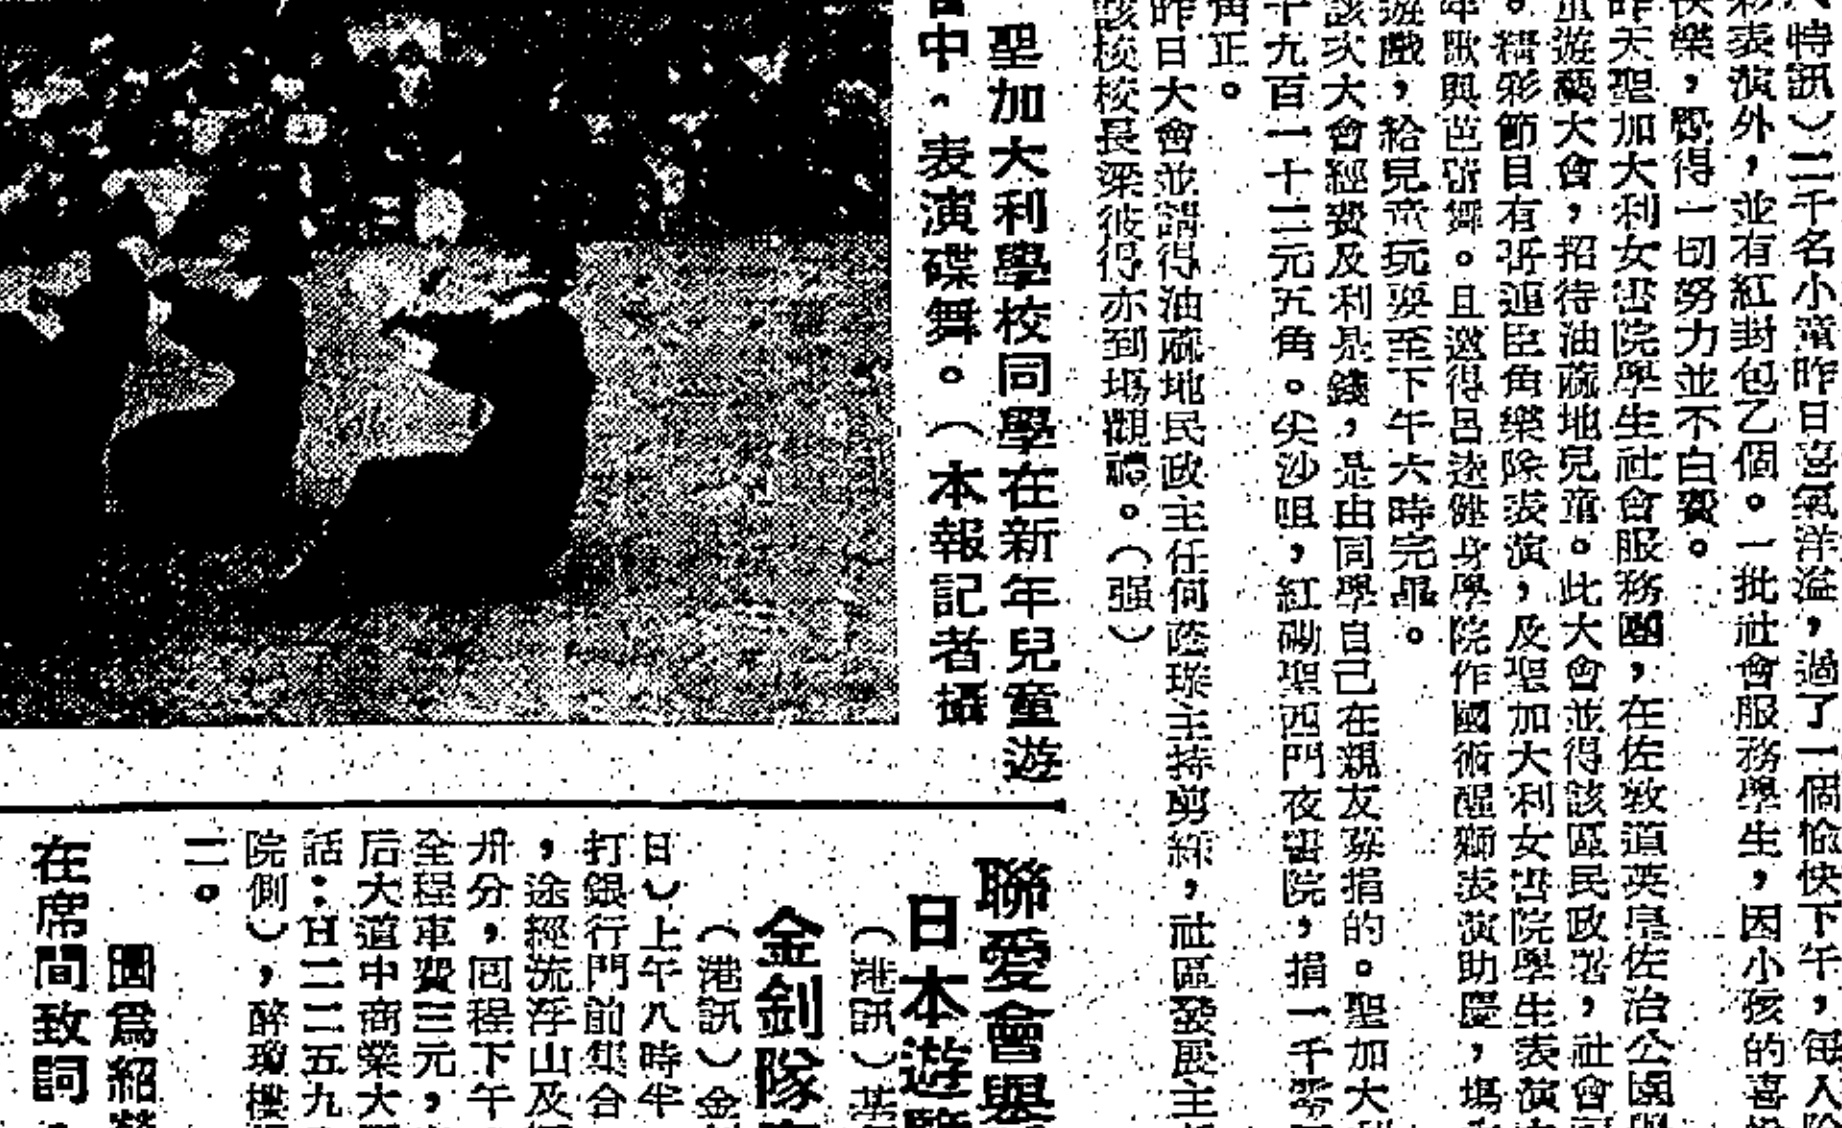 特訊）二千名小童昨日喜氣洋溢，過了一個愉快下午，每人除
彩表演外，並有紅封包乙個。一批社會服務學生，因小孩的喜
快樂，覺得一切努力並不白費。
昨天聖加大利女書院學生社會服務團，在佐敦道英皇佐治公園舉
童遊藝大會，招待油蔴地兒童。此大會並得該區民政署，社會
。精彩節目有哥連臣角樂隊表演，及聖加大利女書院學生表演
年歌與芭蕾舞。且邀得呂述健身學院作國術醒獅表演助慶，場
遊戲，給兒童玩耍至下午六時完畢。
該次大會經費及利是錢，是由同學自己在親友募捐的。聖加大利
千九百一十二元五角。尖沙咀，紅磡聖西門夜書院，捐一千零
角正。
昨日大會並請得油蔴地民政主任何蔭璇主持剪綵，社區發展主
該校校長梁彼得亦到場觀禮。（强）
聖加大利學校同學在新年兒童遊
會中，表演碟舞。（本報記者攝
聯愛會舉
日本遊覽
（港訊）基
金釗隊
（港訊）金
日）上午八時半
打銀行門前集合
，途經流浮山及
卅分，回程下午
全程車費三元，
后大道中商業大
話：H二二五九
院側），醉瓊樓
二。
圖爲紹
在席間致詞